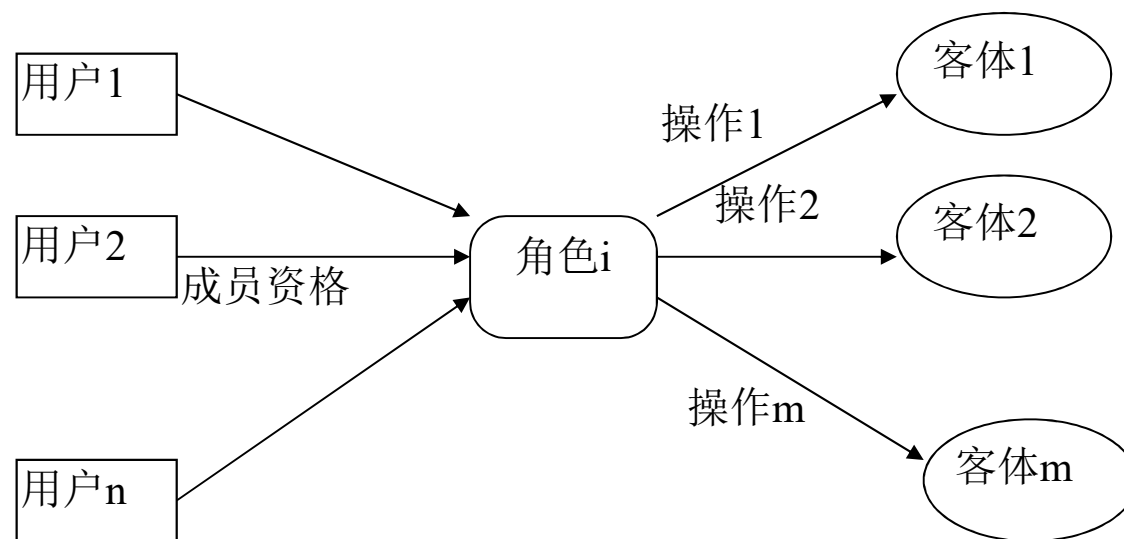 用户1
客体1
操作1
操作2
用户2
成员资格
角色i
客体2
操作m
用户n
客体m